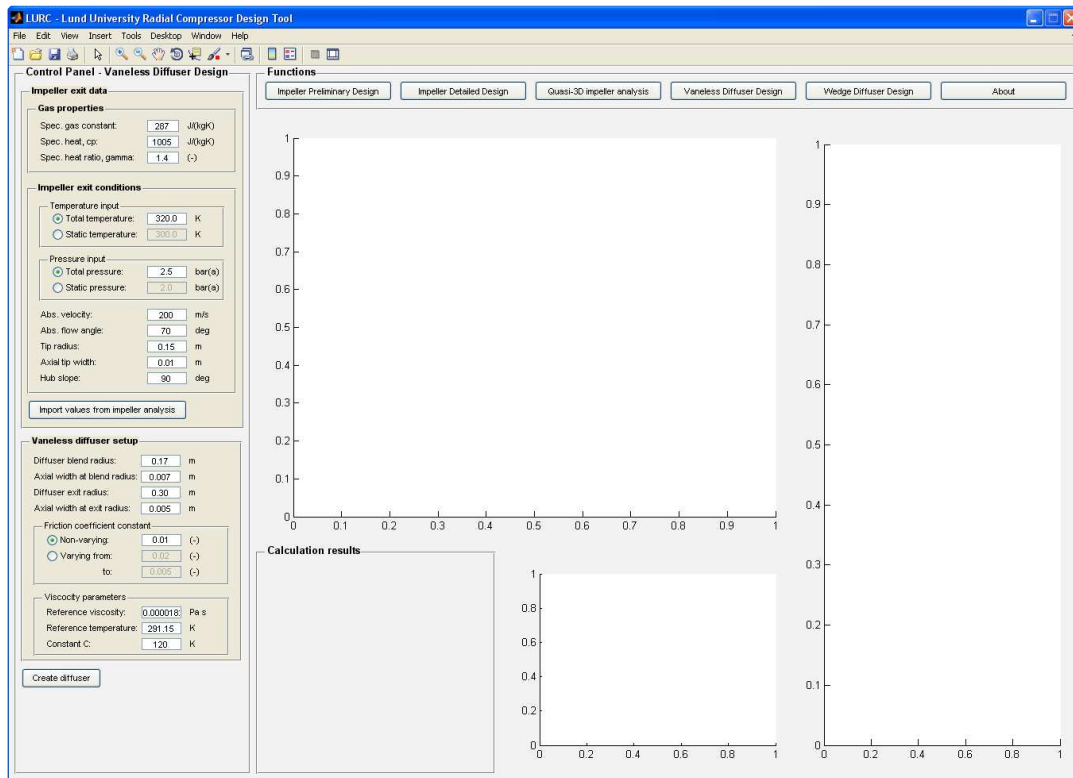 LURC - Lund University Radial Compressor Design Tool
File Edit View Insert Tools Desktop Window Help
Control Panel - Vaneless Diffuser Design
Impeller exit data
Gas properties
Spec. gas constant: 287 J/(kgK)
Spec. heat, cp: 1005 J/(kgK)
Spec. heat ratio, gamma: 1.4 (-)
Impeller exit conditions
Temperature input
Total temperature: 320.0 K
Static temperature: 300.0 K
Pressure input
Total pressure: 2.5 bar(a)
Static pressure: 2.0 bar(a)
Abs. velocity: 200 m/s
Abs. flow angle: 70 deg
Tip radius: 0.15 m
Axial tip width: 0.01 m
Hub slope: 90 deg
Import values from impeller analysis
Vaneless diffuser setup
Diffuser blend radius: 0.17 m
Axial width at blend radius: 0.007 m
Diffuser exit radius: 0.30 m
Axial width at exit radius: 0.005 m
Friction coefficient constant
Non-varying: 0.01 (-)
Varying from: 0.02 (-)
to: 0.005 (-)
Viscocity parameters
Reference viscosity: 0.000018 Pa s
Reference temperature: 291.15 K
Constant C: 120 K
Create diffuser
Functions
Impeller Preliminary Design Impeller Detailed Design Quasi-3D impeller analysis Vaneless Diffuser Design Wedge Diffuser Design About
1
0.9
0.8
0.7
0.6
0.5
0.4
0.3
0.2
0.1
0
0 0.1 0.2 0.3 0.4 0.5 0.6 0.7 0.8 0.9 1
Calculation results
1
0.8
0.6
0.4
0.2
0
0 0.2 0.4 0.6 0.8 1
1
0.9
0.8
0.7
0.6
0.5
0.4
0.3
0.2
0.1
0
0 0.2 0.4 0.6 0.8 1